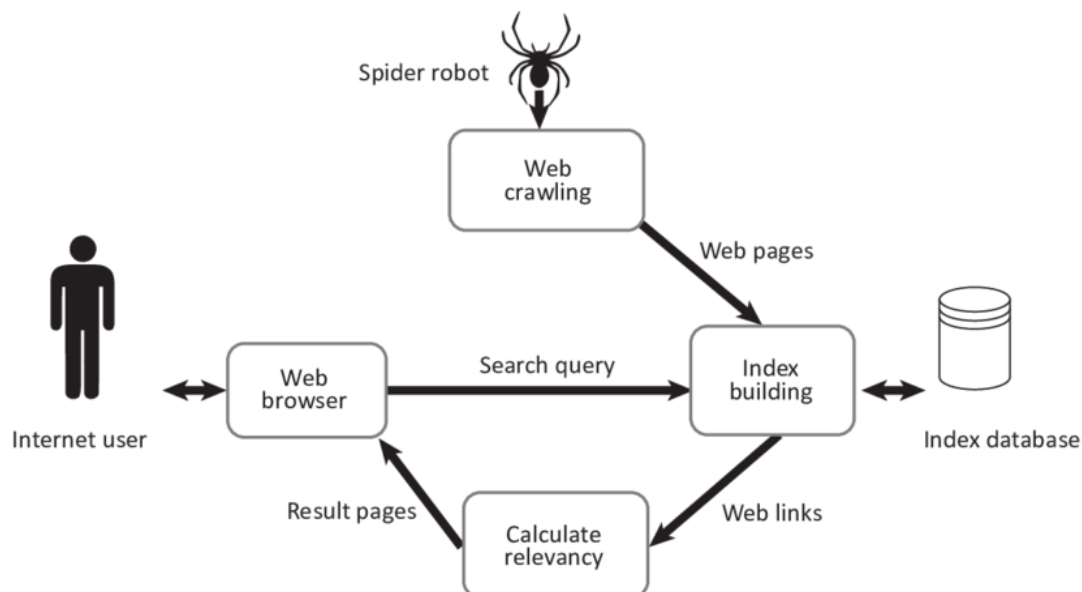 Spider robot
Web
crawling
Web pages
Search query
Web
browser
Index
building
Internet user
Index database
Result pages
Web links
Calculate
relevancy